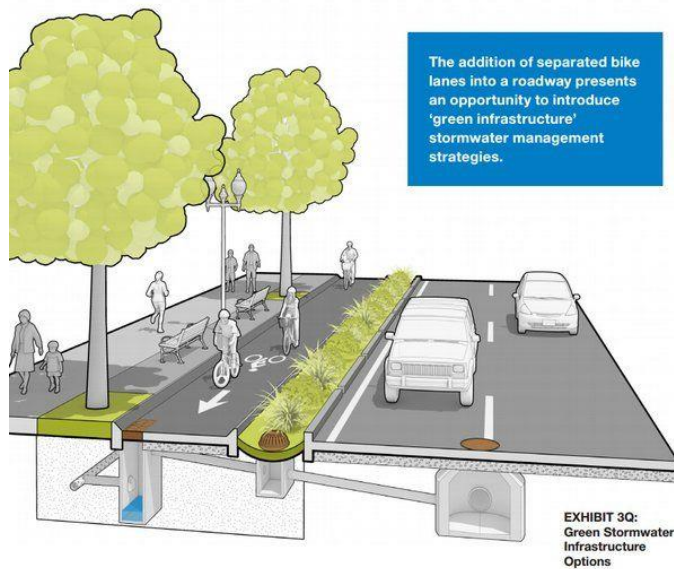 The addition of separated bike
lanes into a roadway presents
an opportunity to introduce
‘green infrastructure’
stormwater management
strategies.
EXHIBIT 3Q:
Green Stormwater
Infrastructure
Options